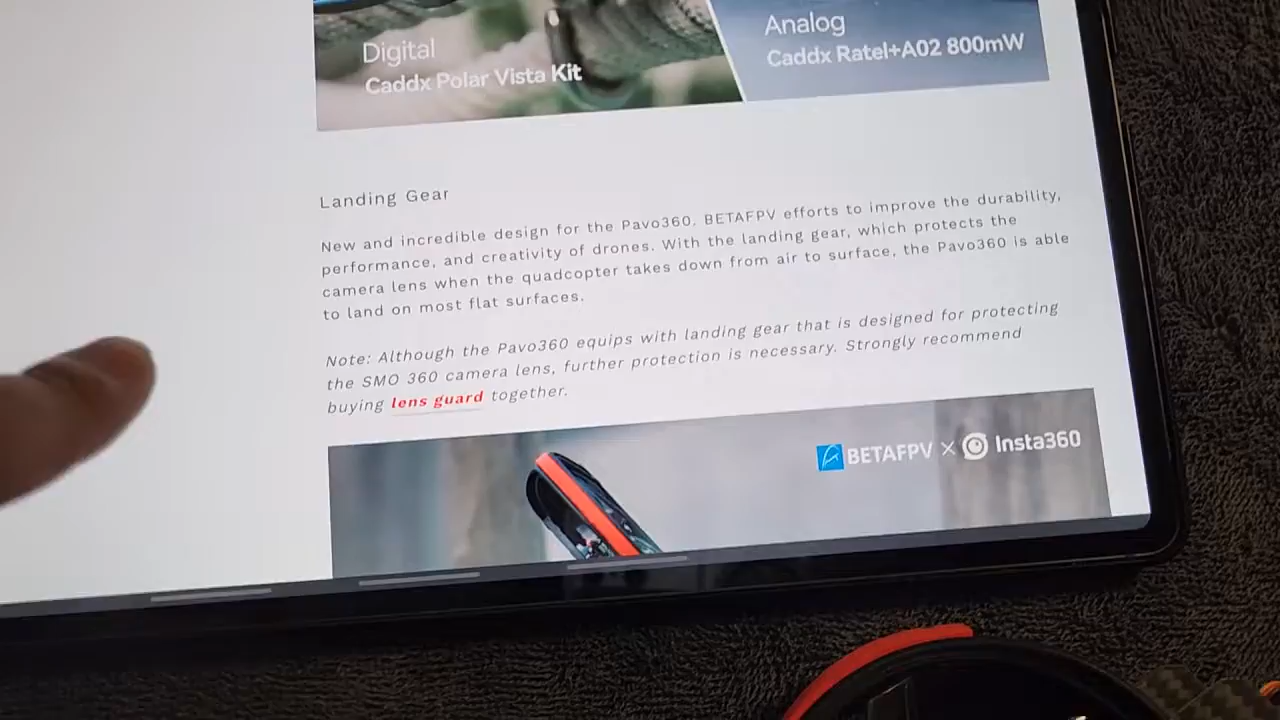 Digital
Caddx Polar Vista Kit
Analog
Caddx Ratel+A02 800mW
Landing Gear
New and incredible design for the Pavo360. BETAFPV efforts to improve the durability,
performance, and creativity of drones. With the landing gear, which protects the
camera lens when the quadcopter takes down from air to surface, the Pavo360 is able
to land on most flat surfaces.
Note: Although the Pavo360 equips with landing gear that is designed for protecting
the SMO 360 camera lens, further protection is necessary. Strongly recommend
buying lens guard together.
BETAFPV × Insta360